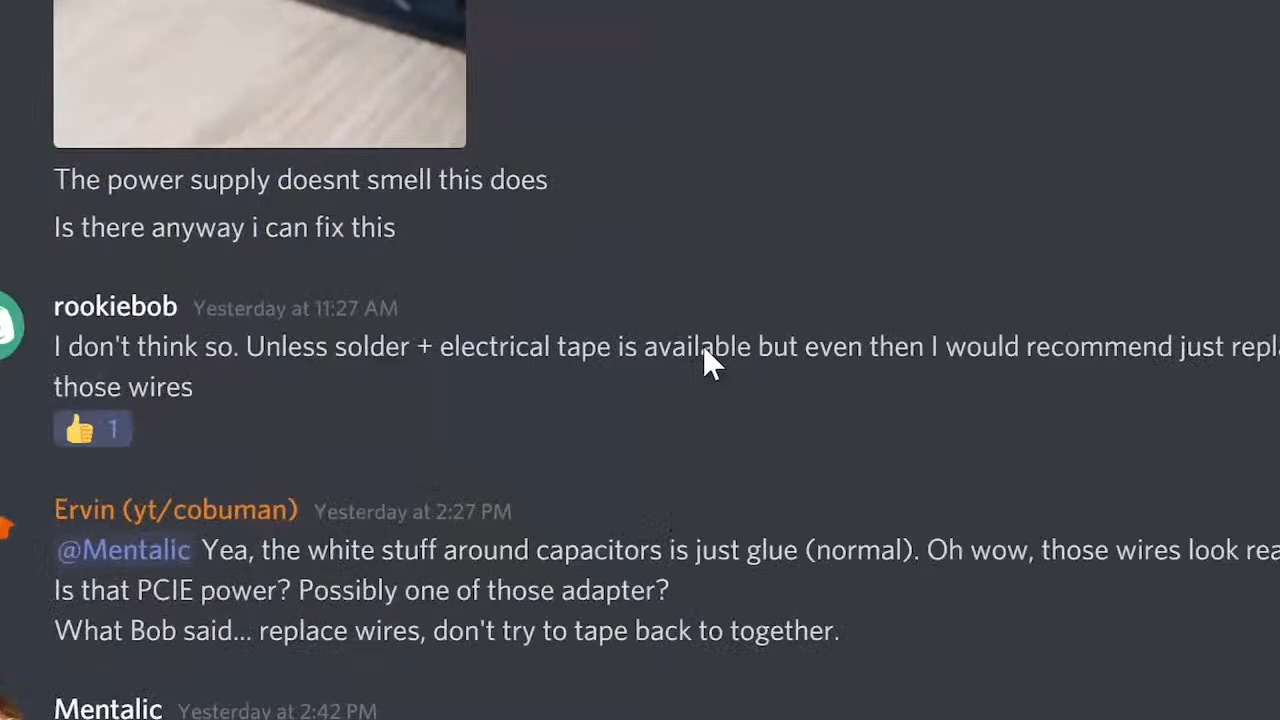 The power supply doesnt smell this does
Is there anyway i can fix this
rookiebob Yesterday at 11:27 AM
I don't think so. Unless solder + electrical tape is available but even then I would recommend just
those wires
👍 1
Ervin (yt/cobuman) Yesterday at 2:27 PM
@Mentalic Yea, the white stuff around capacitors is just glue (normal). Oh wow, those wires look
Is that PCIE power? Possibly one of those adapter?
What Bob said... replace wires, don't try to tape back to together.
Mentalic Yesterday at 2:42 PM